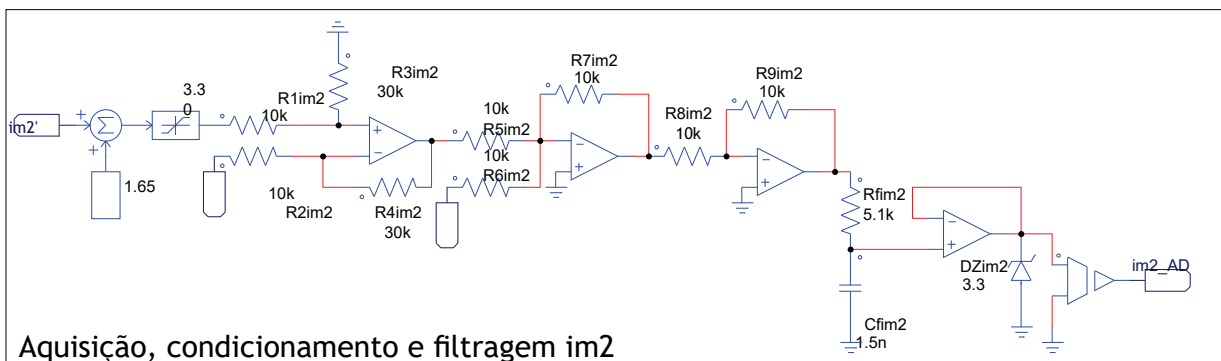 im2'
+
Σ
+
1.65
3.3
0
R1im2
10k
R3im2
30k
10k
R2im2
R4im2
30k
+
−
10k
R5im2
10k
R6im2
R7im2
10k
−
+
R8im2
10k
R9im2
10k
−
+
Rfim2
5.1k
−
+
Cfim2
1.5n
DZim2
3.3
im2_AD
Aquisição, condicionamento e filtragem im2